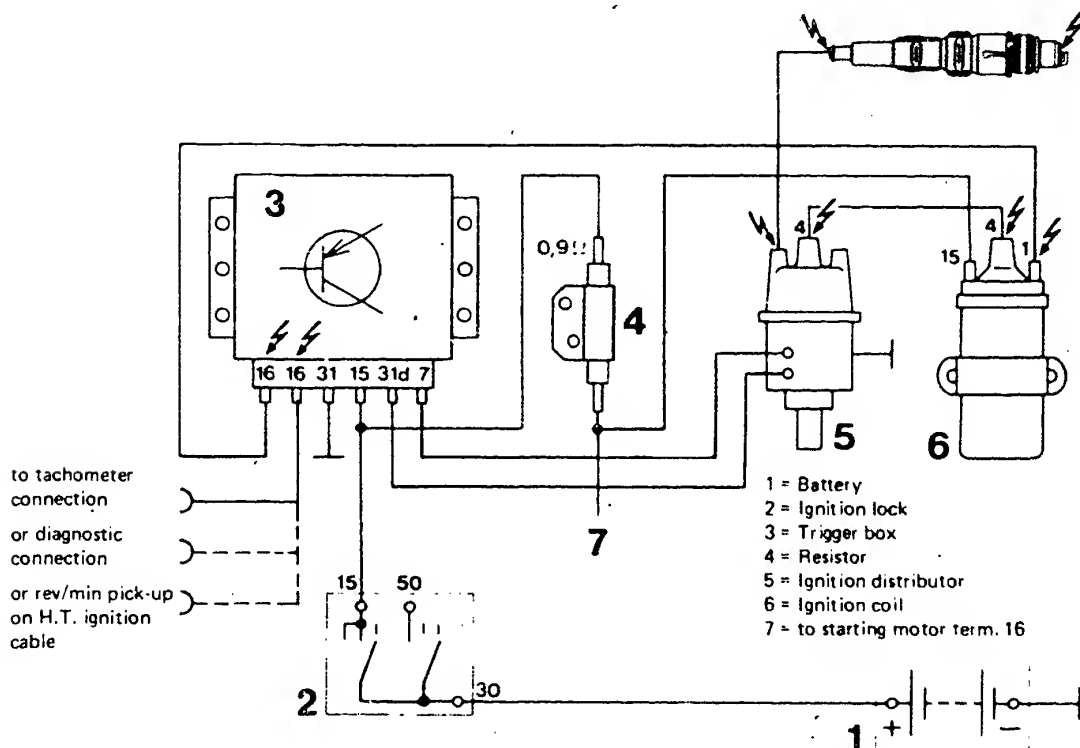 3
0,9Ω
4
4
4
1
15
16 16 31 15 31d 7
5
6
to tachometer
connection
or diagnostic
connection
or rev/min pick-up
on H.T. ignition
cable
7
1 = Battery
2 = Ignition lock
3 = Trigger box
4 = Resistor
5 = Ignition distributor
6 = Ignition coil
7 = to starting motor term. 16
15 50
2
30
1
+ −